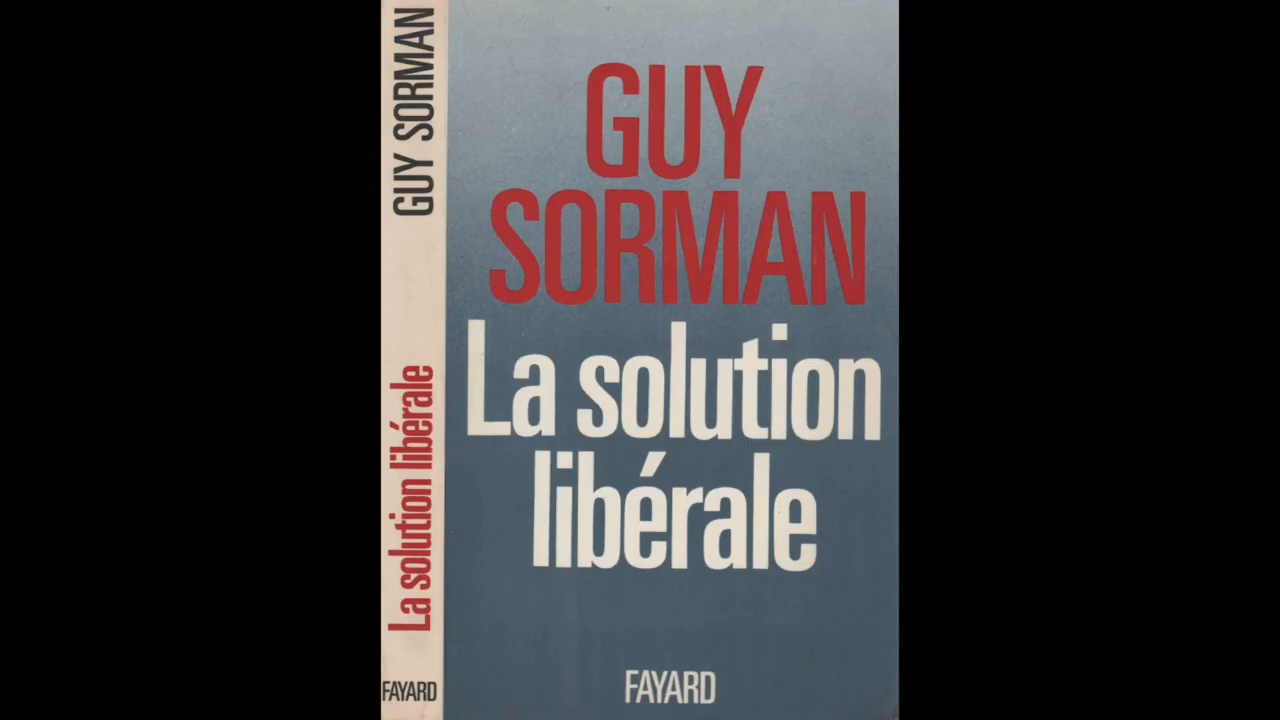 GUY SORMAN
La solution libérale
FAYARD
GUY
SORMAN
La solution
libérale
FAYARD